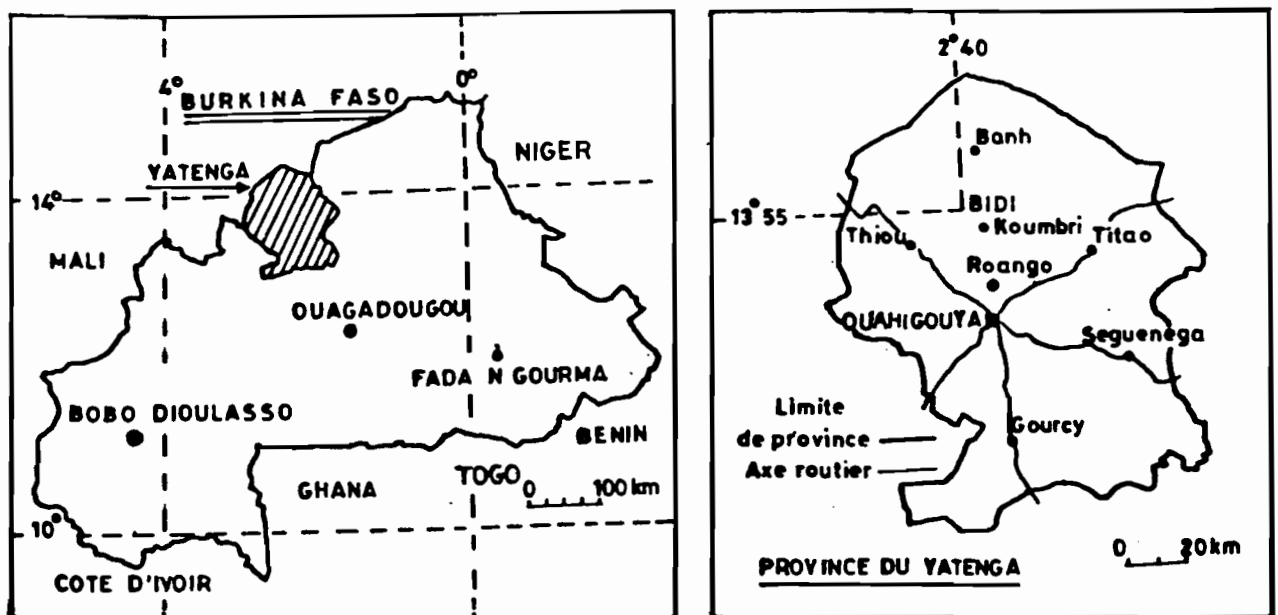 4°
0°
BURKINA FASO
NIGER
YATENGA
14°
MALI
OUAGADOUGOU
FADA N GOURMA
BOBO DIOULASSO
BENIN
TOGO
GHANA
0 100 km
10°
COTE D'IVOIR
2°40
Banh
BIDI
13°55
Koumbri
Thiou
Titao
Roango
OUAHIGOUYA
Seguenega
Limite
de province
Gourcy
Axe routier
0 20 km
PROVINCE DU YATENGA